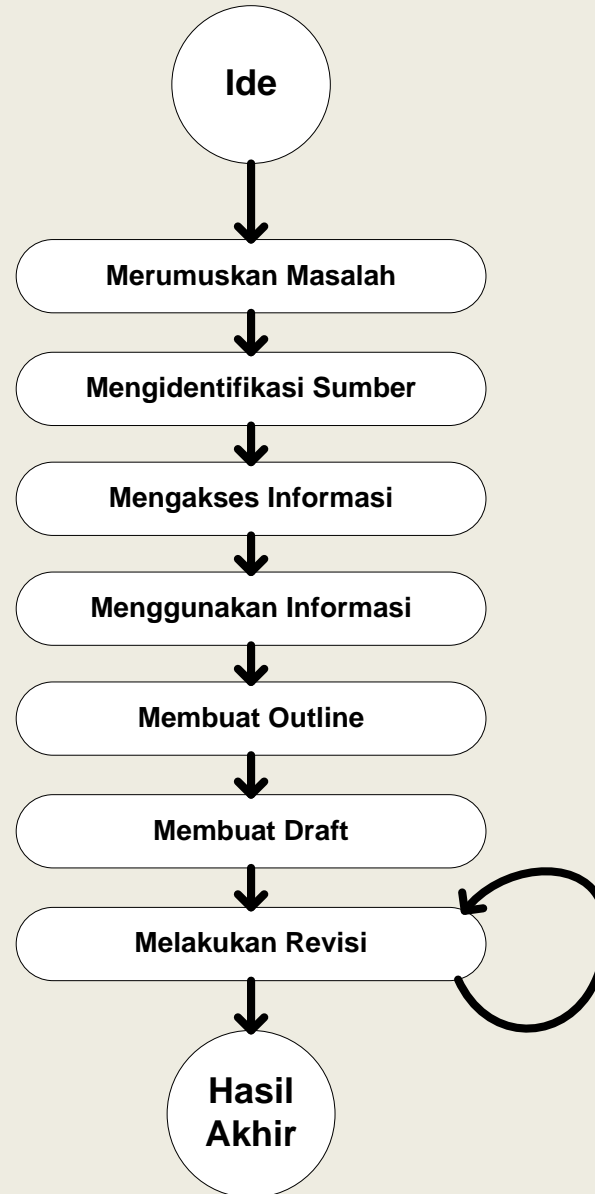 Ide
Merumuskan Masalah
Mengidentifikasi Sumber
Mengakses Informasi
Menggunakan Informasi
Membuat Outline
Membuat Draft
Melakukan Revisi
Hasil
Akhir